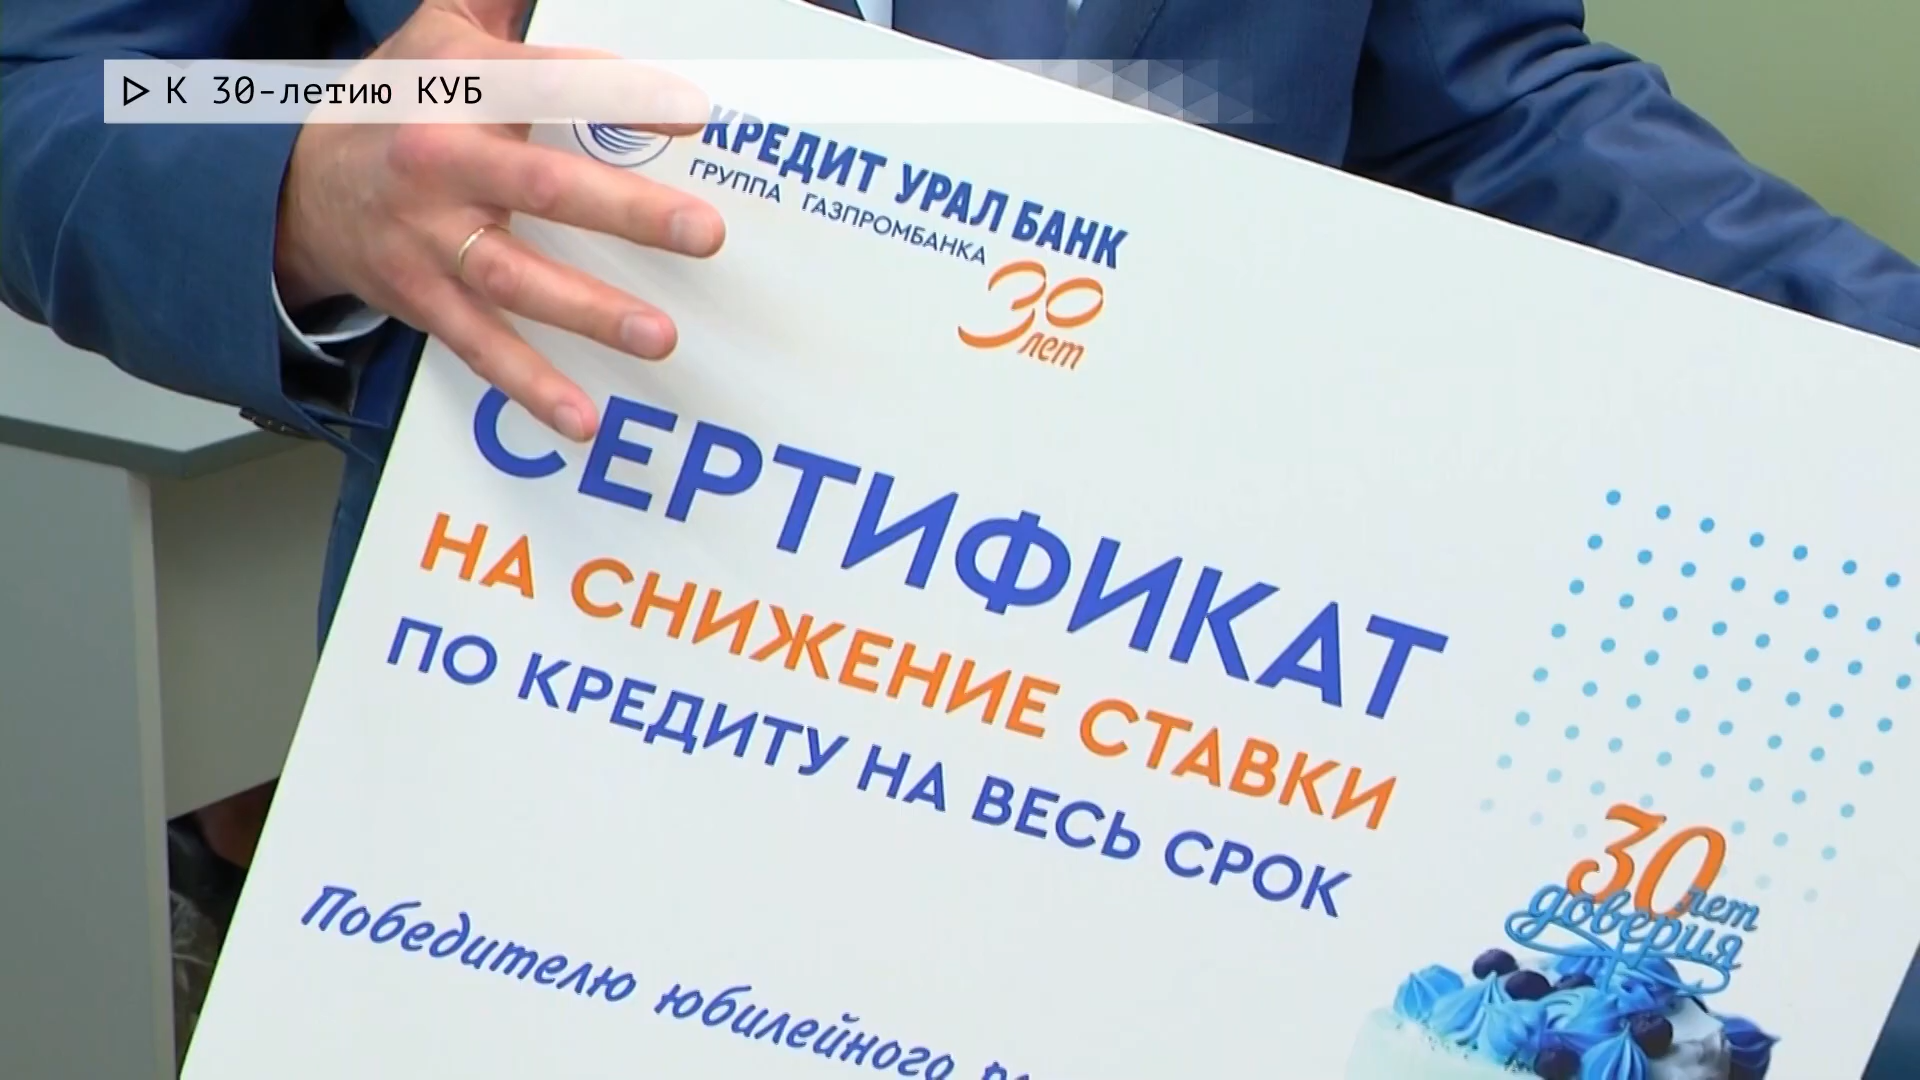 К 30-летию КУБ
КРЕДИТ УРАЛ БАНК
ГРУППА ГАЗПРОМБАНКА
30
лет
СЕРТИФИКАТ
НА СНИЖЕНИЕ СТАВКИ
ПО КРЕДИТУ НА ВЕСЬ СРОК
30 лет
доверия
Победителю юбилейного